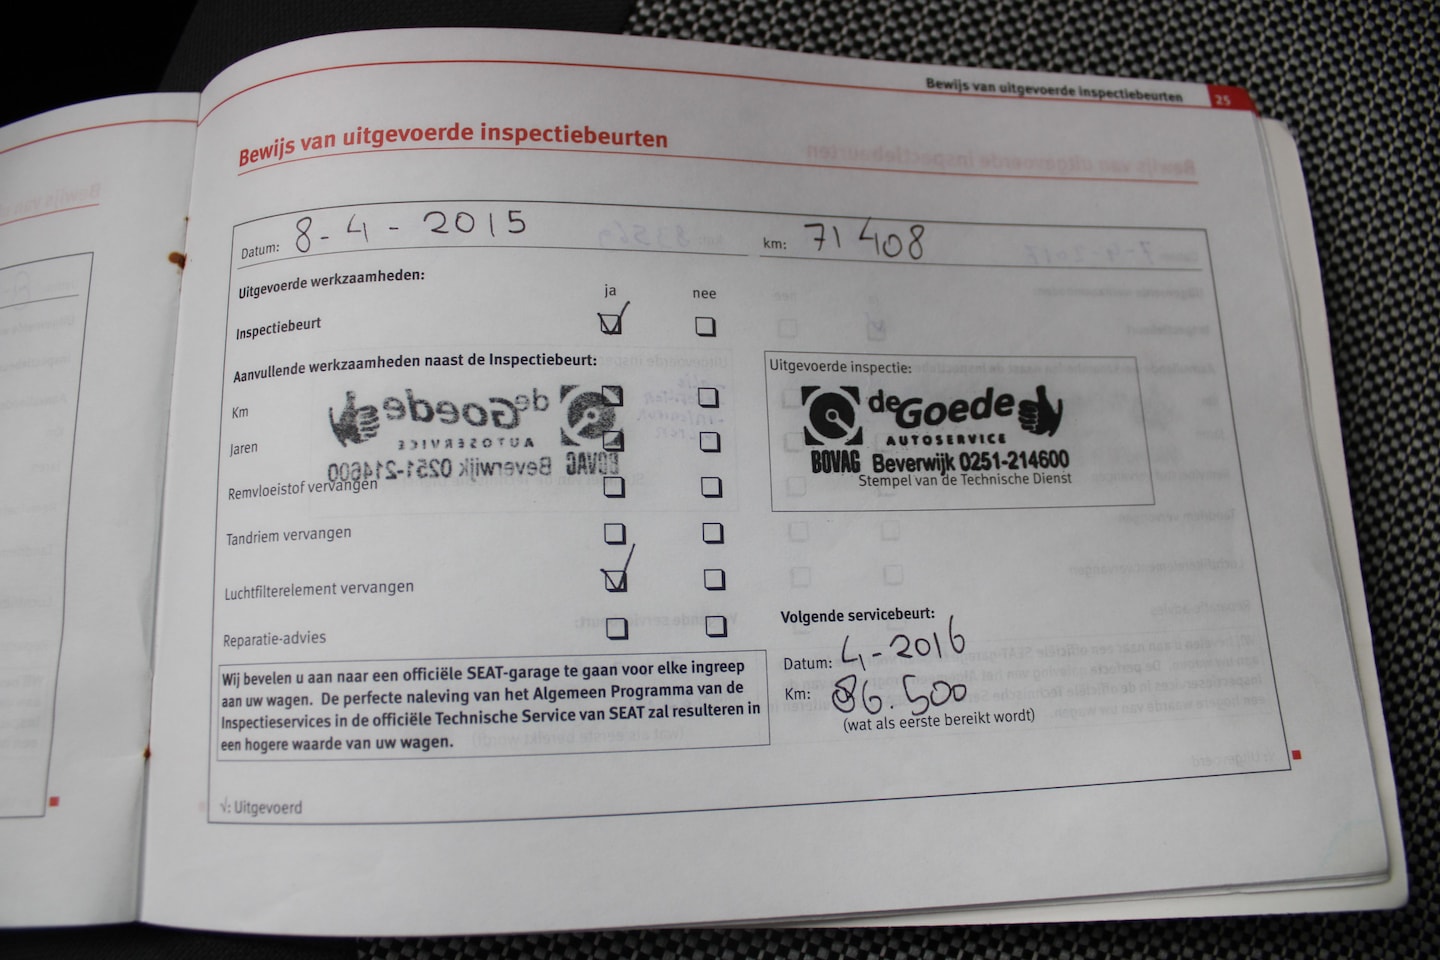 Bewijs van uitgevoerde inspectiebeurten 25
Bewijs van uitgevoerde inspectiebeurten
Datum: 8-4-2015 km: 71408
Uitgevoerde werkzaamheden:
ja nee
Inspectiebeurt
Aanvullende werkzaamheden naast de Inspectiebeurt:
Km
Jaren
Remvloeistof vervangen
Tandriem vervangen
Luchtfilterelement vervangen
Reparatie-advies
Wij bevelen u aan naar een officiële SEAT-garage te gaan voor elke ingreep
aan uw wagen. De perfecte naleving van het Algemeen Programma van de
Inspectieservices in de officiële Technische Service van SEAT zal resulteren in
een hogere waarde van uw wagen.
√: Uitgevoerd
Uitgevoerde inspectie:
de Goede
AUTOSERVICE
BOVAG Beverwijk 0251-214600
Stempel van de Technische Dienst
Volgende servicebeurt:
Datum: 4-2016
Km: 86.500
(wat als eerste bereikt wordt)